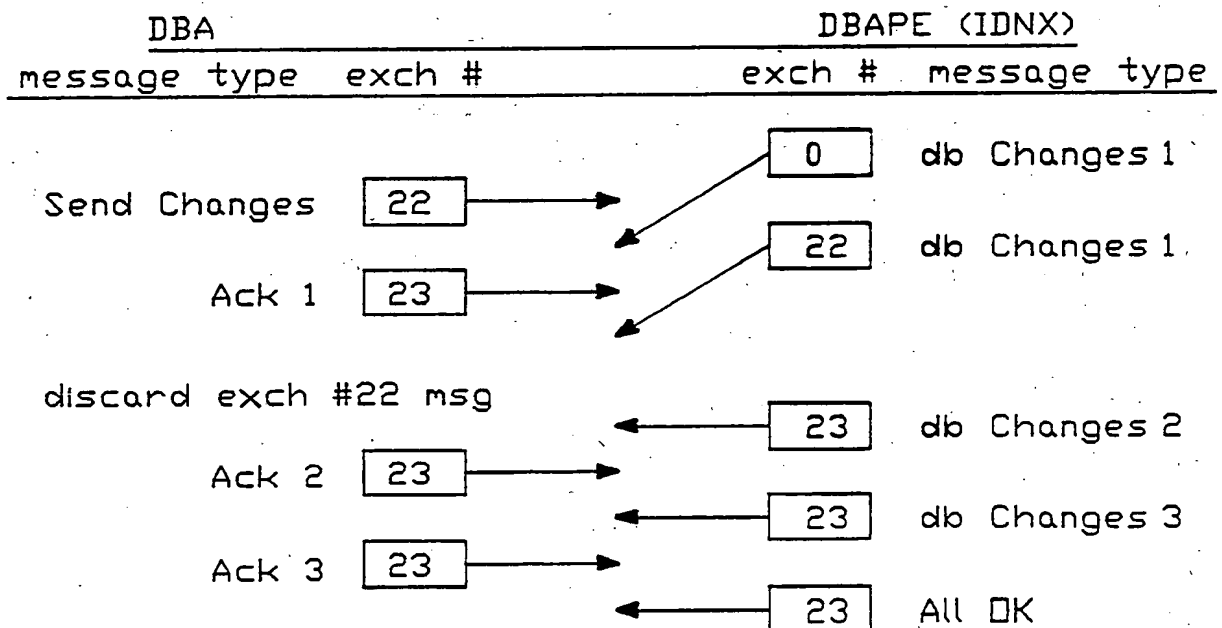 DBA DBAPE (IDNX)
message type exch # exch # message type
0 db Changes 1
Send Changes 22
22 db Changes 1
Ack 1 23
discard exch #22 msg
23 db Changes 2
Ack 2 23
23 db Changes 3
Ack 3 23
23 All OK